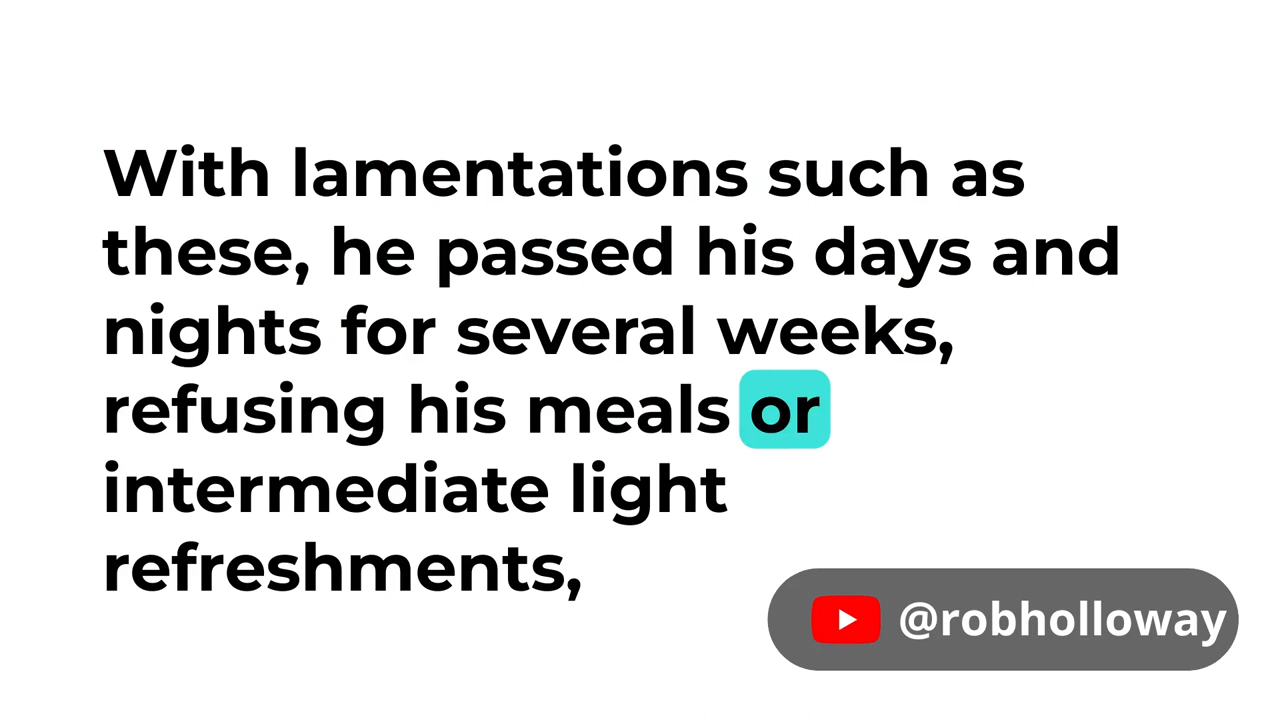 With lamentations such as
these, he passed his days and
nights for several weeks,
refusing his meals or
intermediate light
refreshments,
@robholloway